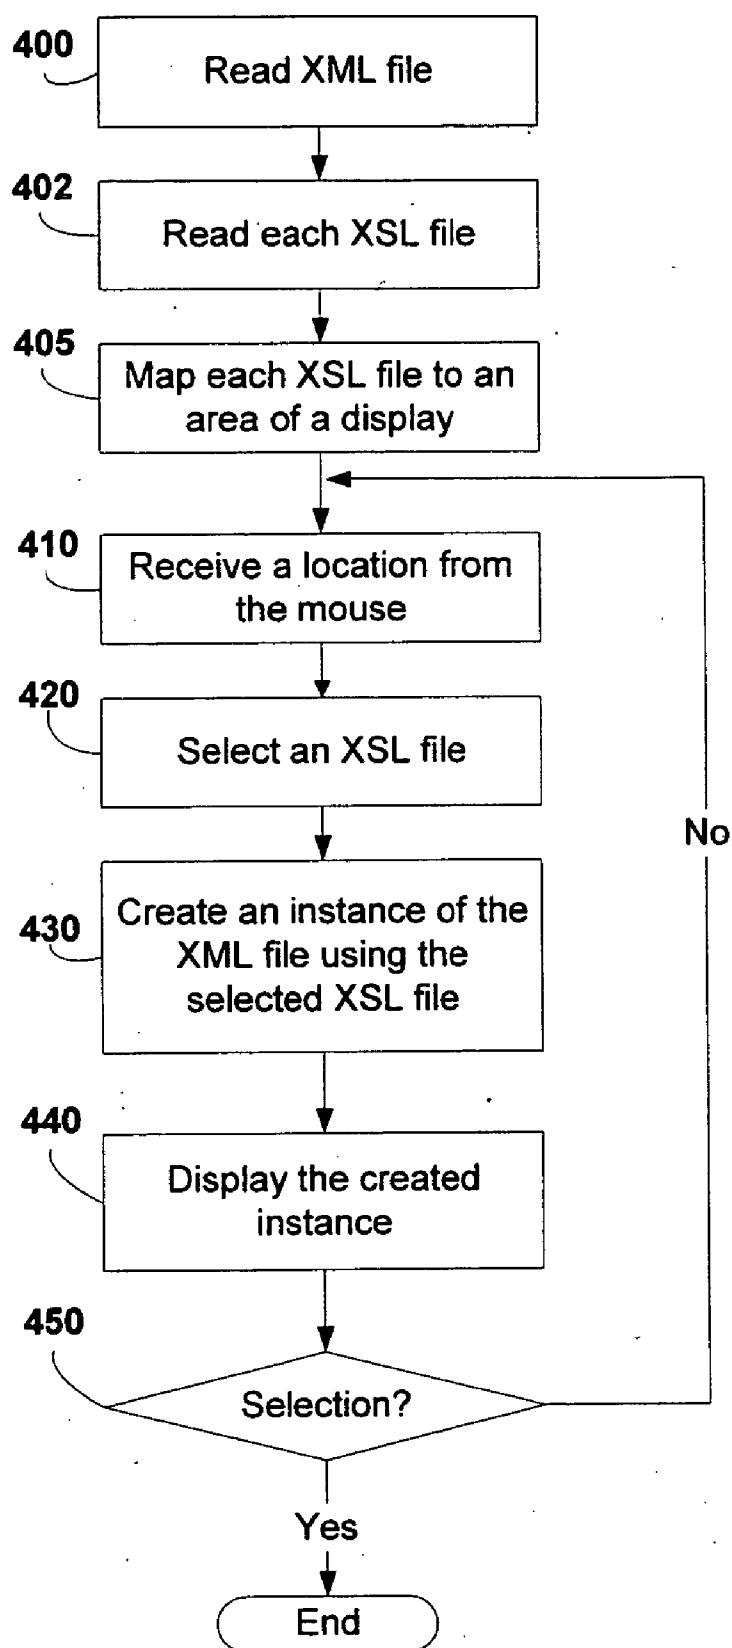 400
Read XML file
402
Read each XSL file
405
Map each XSL file to an
area of a display
410
Receive a location from
the mouse
420
Select an XSL file
No
430
Create an instance of the
XML file using the
selected XSL file
440
Display the created
instance
450
Selection?
Yes
End